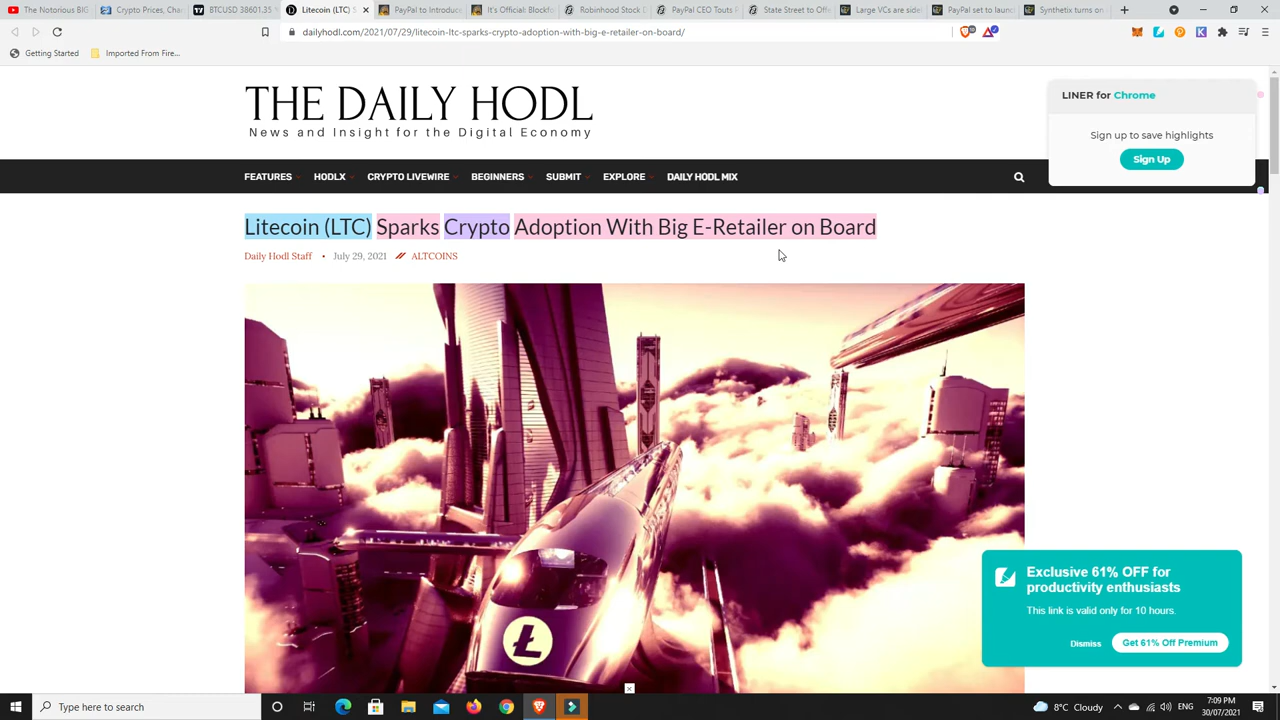 The Notorious BIG
Crypto Prices, Char
BTCUSD 38601.35
Litecoin (LTC) S
PayPal to Introduc
It's Official: Blockfo
Robinhood Stock D
PayPal CEO Touts F
State Street to Offe
Large VCs are side
PayPal set to launc
Synthetix turns on
dailyhodl.com/2021/07/29/litecoin-ltc-sparks-crypto-adoption-with-big-e-retailer-on-board/
Getting Started
Imported From Fire...
THE DAILY HODL
News and Insight for the Digital Economy
LINER for Chrome
Sign up to save highlights
Sign Up
FEATURES HODLX CRYPTO LIVEWIRE BEGINNERS SUBMIT EXPLORE DAILY HODL MIX
Litecoin (LTC) Sparks Crypto Adoption With Big E-Retailer on Board
Daily Hodl Staff • July 29, 2021 // ALTCOINS
Exclusive 61% OFF for
productivity enthusiasts
This link is valid only for 10 hours.
Dismiss
Get 61% Off Premium
Type here to search
8°C Cloudy
ENG
7:09 PM
30/07/2021